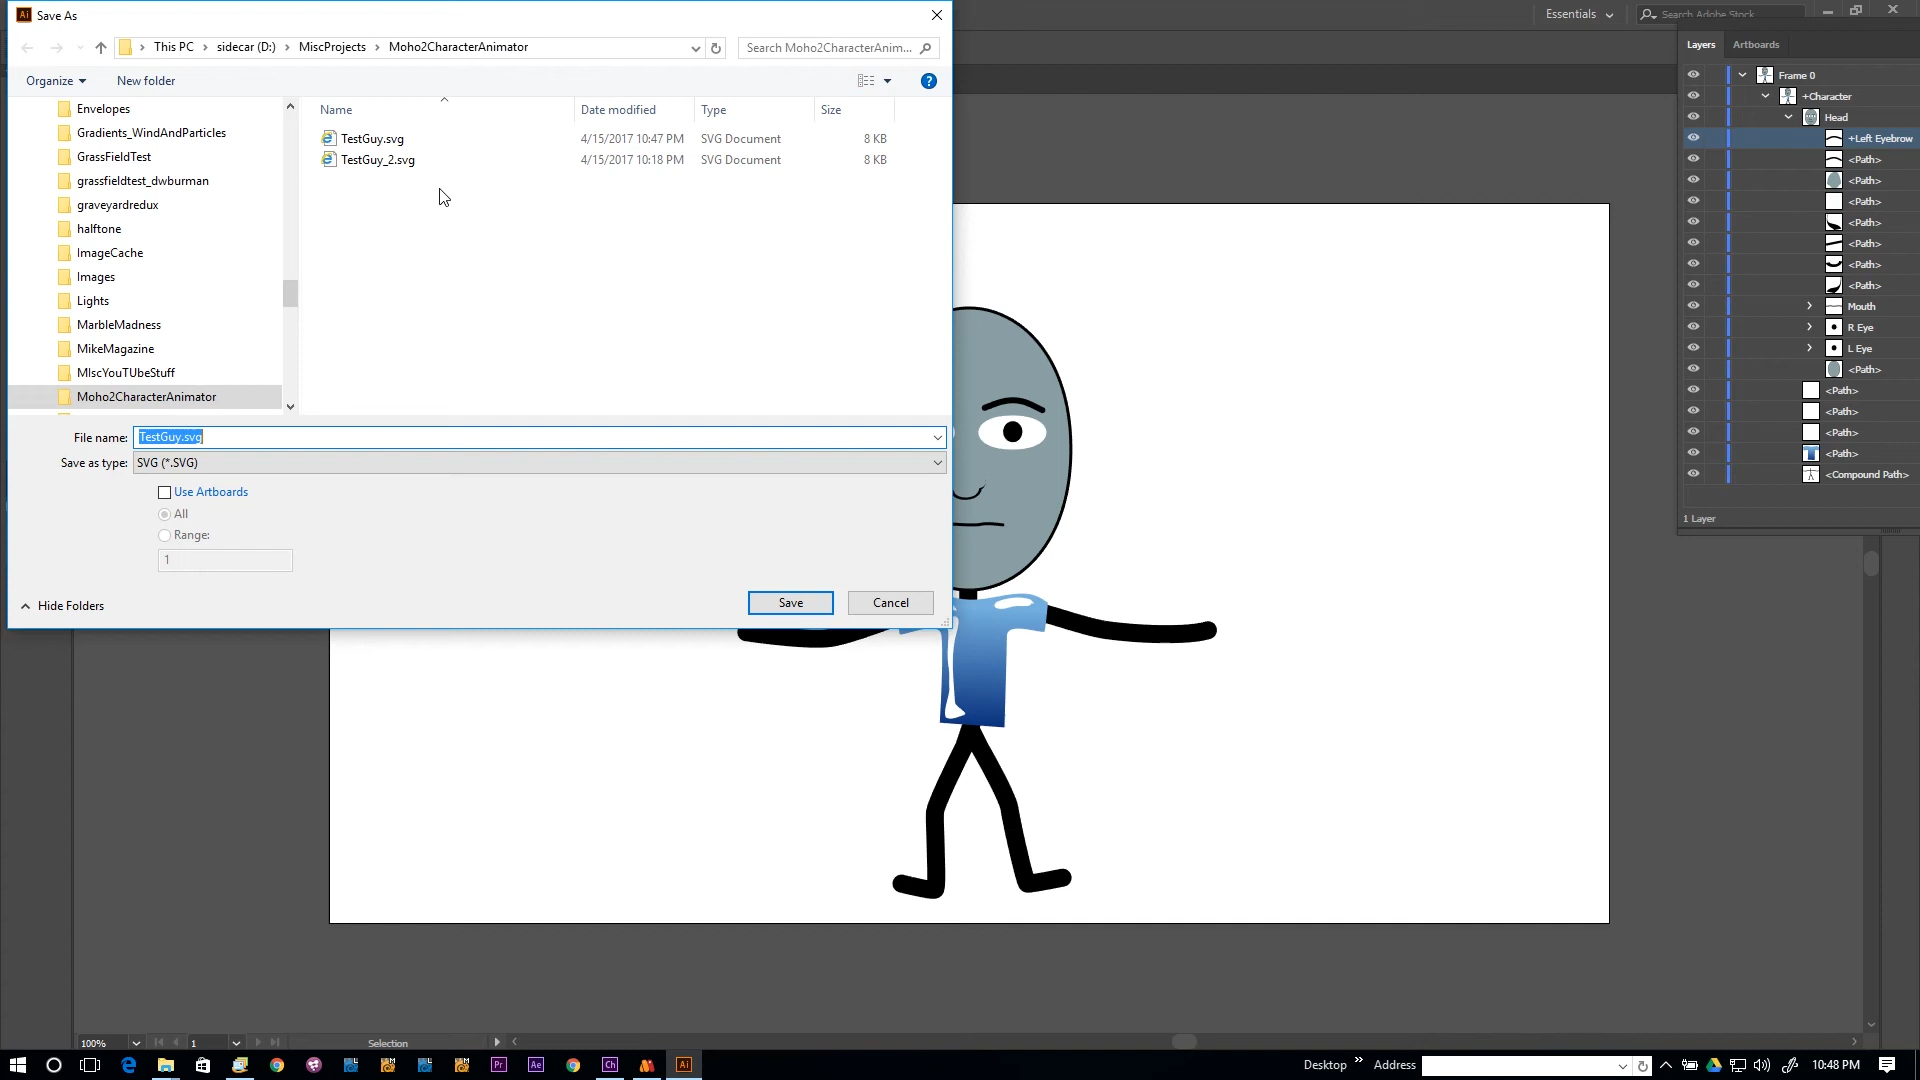 Ai Save As
Essentials
Search Adobe Stock
This PC > sidecar (D:) > MiscProjects > Moho2CharacterAnimator
Search Moho2CharacterAnim...
Organize
New folder
?
Envelopes
Gradients_WindAndParticles
GrassFieldTest
grassfieldtest_dwburman
graveyardredux
halftone
ImageCache
Images
Lights
MarbleMadness
MikeMagazine
MIscYouTUbeStuff
Moho2CharacterAnimator
Name Date modified Type Size
TestGuy.svg 4/15/2017 10:47 PM SVG Document 8 KB
TestGuy_2.svg 4/15/2017 10:18 PM SVG Document 8 KB
File name: TestGuy.svg
Save as type: SVG (*.SVG)
Use Artboards
All
Range:
1
Hide Folders
Save
Cancel
Layers
Artboards
Frame 0
+Character
Head
+Left Eyebrow
<Path>
<Path>
<Path>
<Path>
<Path>
<Path>
<Path>
Mouth
R Eye
L Eye
<Path>
<Path>
<Path>
<Path>
<Path>
<Compound Path>
1 Layer
100%
1
Selection
Pr
Ae
Ch
Ai
Desktop
Address
10:48 PM